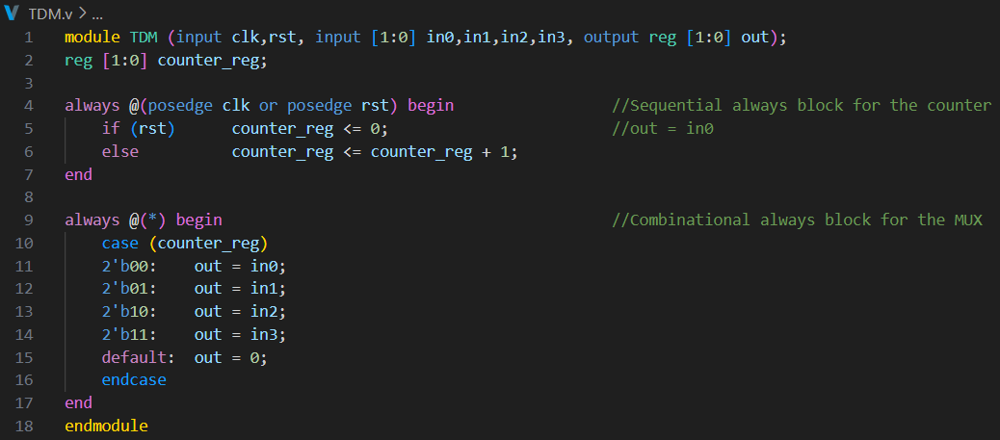 TDM.v > ...
1 module TDM (input clk,rst, input [1:0] in0,in1,in2,in3, output reg [1:0] out);
2 reg [1:0] counter_reg;
3
4 always @(posedge clk or posedge rst) begin //Sequential always block for the counter
5 if (rst) counter_reg <= 0; //out = in0
6 else counter_reg <= counter_reg + 1;
7 end
8
9 always @(*) begin //Combinational always block for the MUX
10 case (counter_reg)
11 2'b00: out = in0;
12 2'b01: out = in1;
13 2'b10: out = in2;
14 2'b11: out = in3;
15 default: out = 0;
16 endcase
17 end
18 endmodule